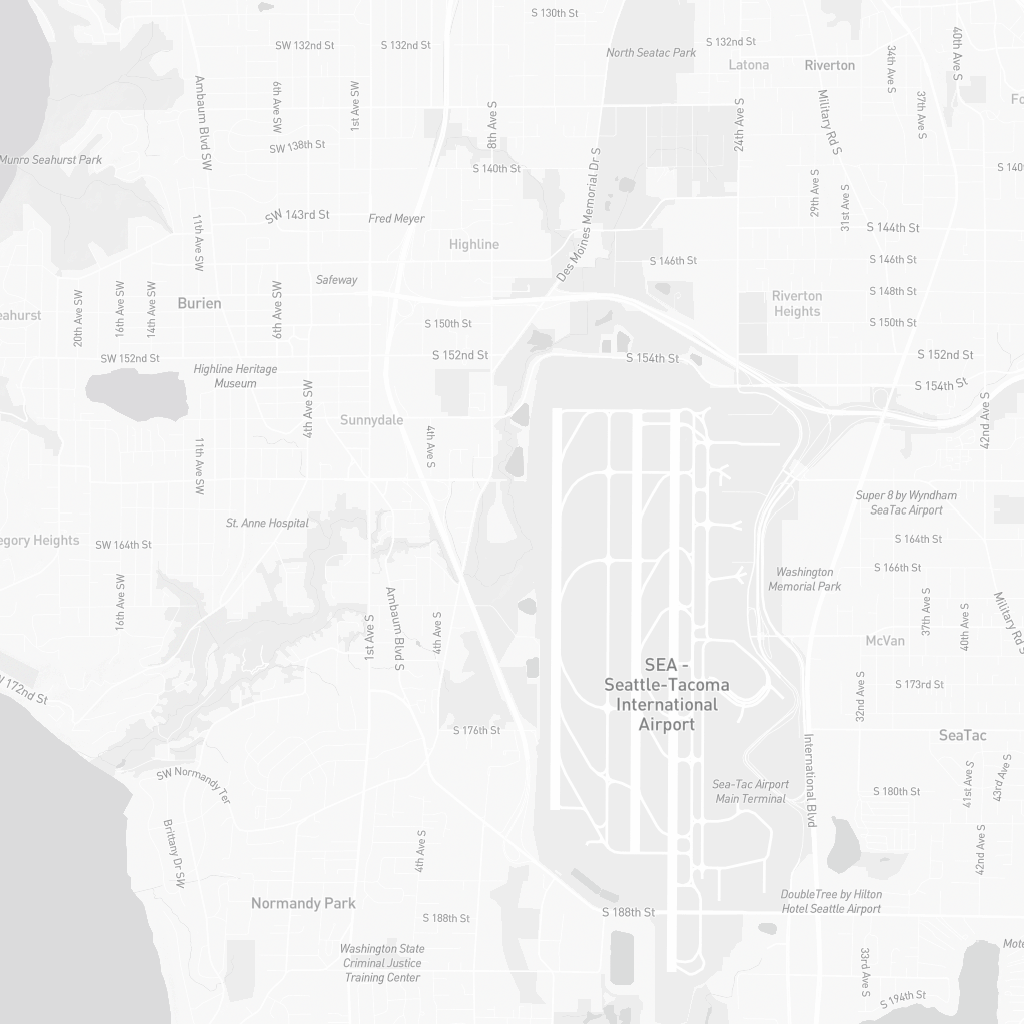 S 130th St
SW 132nd St
S 132nd St
North Seatac Park
S 132nd St
Latona
Riverton
34th Ave S
40th Ave S
Ambaum Blvd SW
6th Ave SW
1st Ave SW
8th Ave S
24th Ave S
Military Rd S
37th Ave S
Fo
SW 138th St
Munro Seahurst Park
S 140th St
S 140
Des Moines Memorial Dr S
29th Ave S
31st Ave S
SW 143rd St
Fred Meyer
11th Ave SW
Highline
S 144th St
S 146th St
S 146th St
Safeway
Burien
20th Ave SW
16th Ave SW
14th Ave SW
6th Ave SW
eahurst
S 148th St
Riverton
Heights
S 150th St
S 150th St
SW 152nd St
S 152nd St
S 154th St
S 152nd St
Highline Heritage
Museum
S 154th St
4th Ave SW
Sunnydale
4th Ave S
42nd Ave S
11th Ave SW
Super 8 by Wyndham
SeaTac Airport
St. Anne Hospital
egory Heights
SW 164th St
S 164th St
S 166th St
Washington
Memorial Park
16th Ave SW
1st Ave S
Ambaum Blvd S
4th Ave S
37th Ave S
40th Ave S
Military Rd S
McVan
SEA -
Seattle-Tacoma
International
Airport
W 172nd St
S 173rd St
32nd Ave S
S 176th St
SeaTac
International Blvd
SW Normandy Ter
Sea-Tac Airport
Main Terminal
S 180th St
41st Ave S
43rd Ave S
Brittany Dr SW
4th Ave S
42nd Ave S
Normandy Park
S 188th St
S 188th St
DoubleTree by Hilton
Hotel Seattle Airport
Washington State
Criminal Justice
Training Center
33rd Ave S
Mote
S 194th St